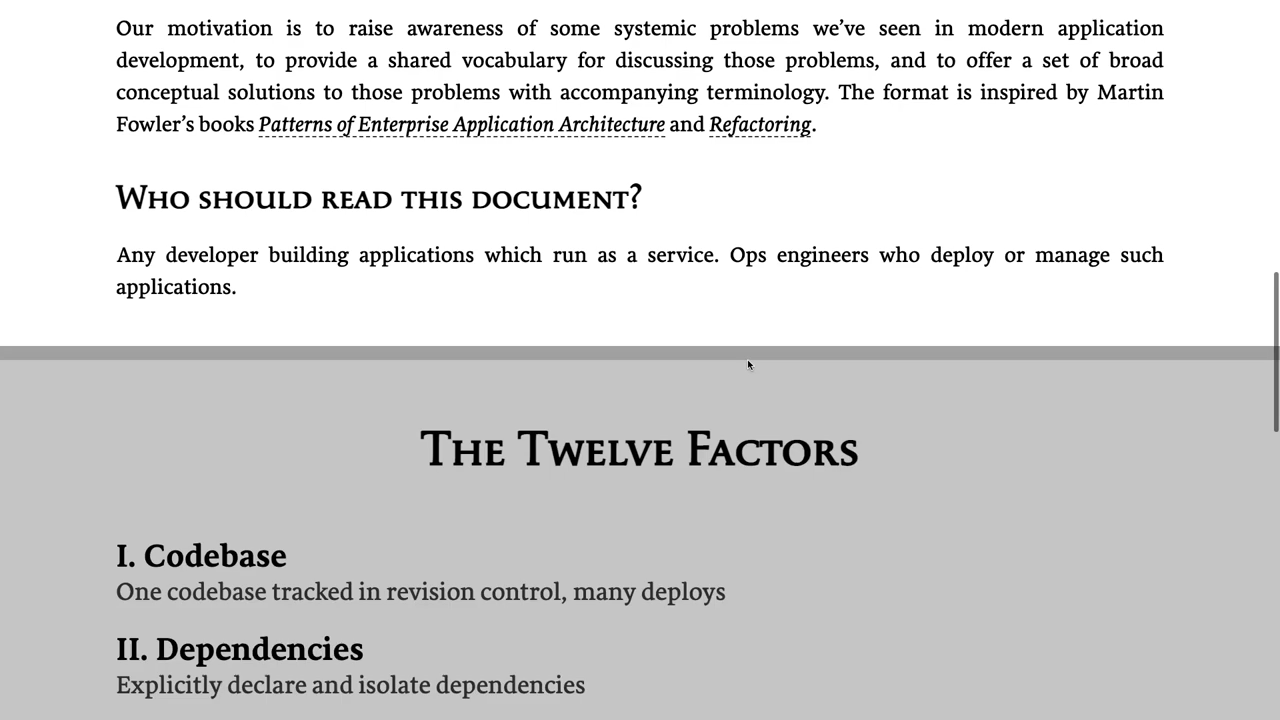 Our motivation is to raise awareness of some systemic problems we’ve seen in modern application
development, to provide a shared vocabulary for discussing those problems, and to offer a set of broad
conceptual solutions to those problems with accompanying terminology. The format is inspired by Martin
Fowler’s books Patterns of Enterprise Application Architecture and Refactoring.
Who should read this document?
Any developer building applications which run as a service. Ops engineers who deploy or manage such
applications.
The Twelve Factors
I. Codebase
One codebase tracked in revision control, many deploys
II. Dependencies
Explicitly declare and isolate dependencies